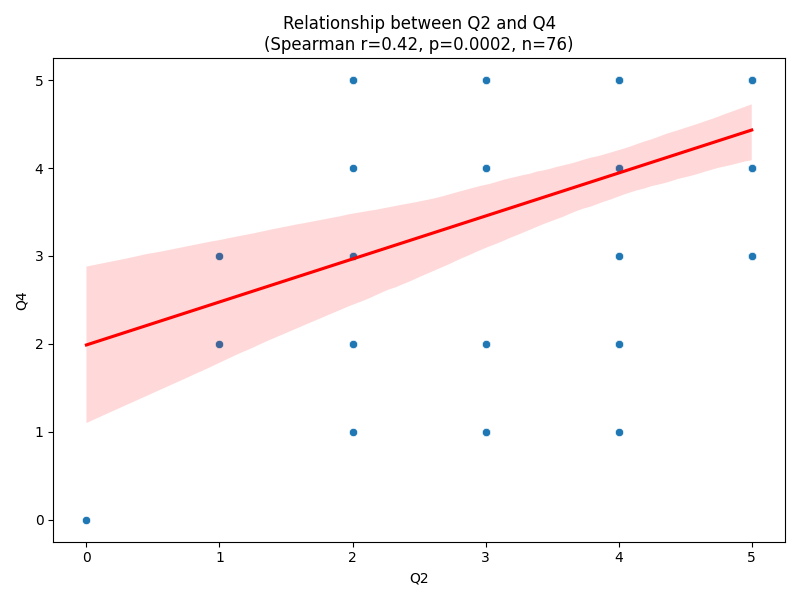 Relationship between Q2 and Q4
(Spearman r=0.42, p=0.0002, n=76)
5
4
3
2
1
0
Q4
0 1 2 3 4 5
Q2